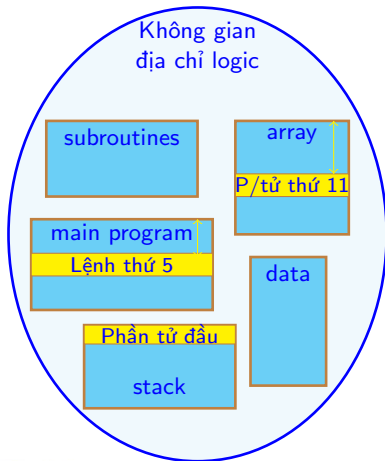 Không gian
địa chỉ logic
subroutines
array
P/tử thứ 11
main program
Lệnh thứ 5
data
Phần tử đầu
stack